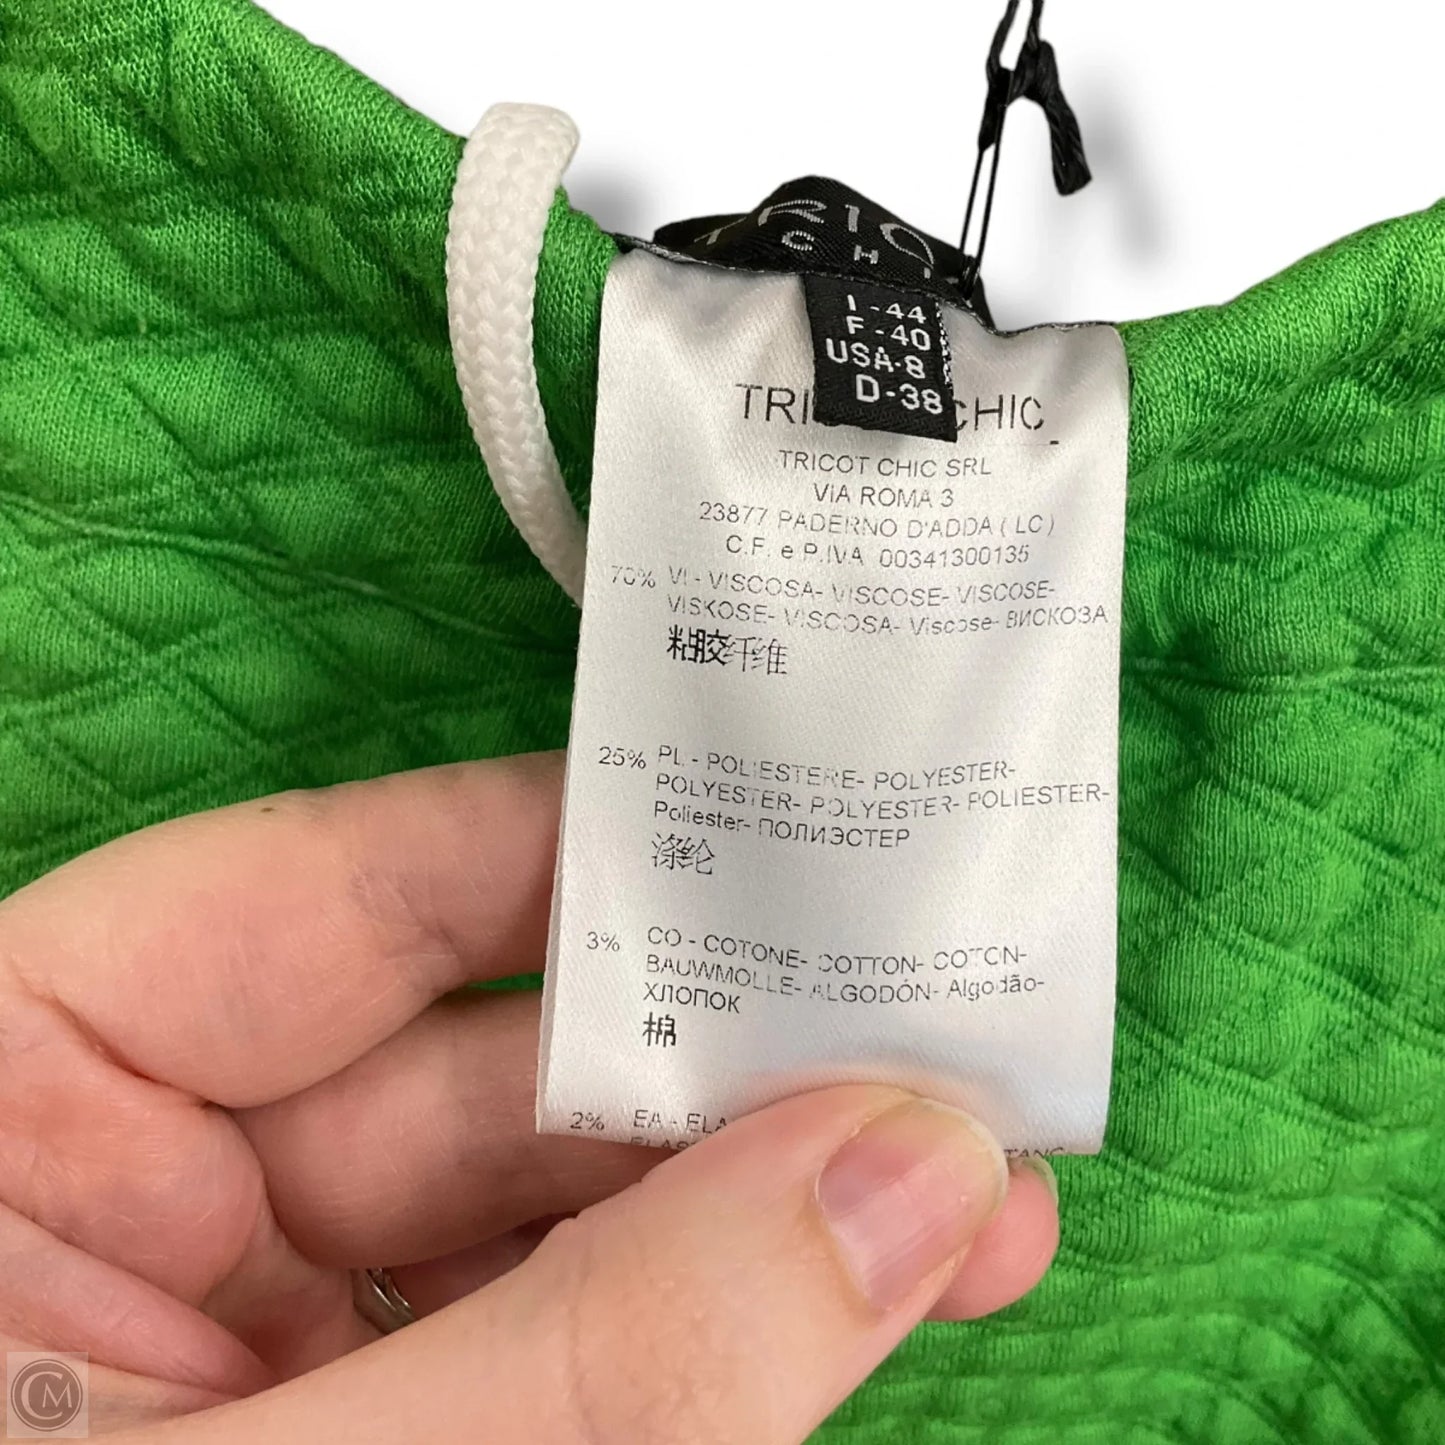 I - 44
F - 40
USA-8
D-38
CHIC
TRICOT CHIC SRL
VIA ROMA 3
23877 PADERNO D'ADDA ( LC )
C.F. e P.IVA 00341300135
70% VI - VISCOSA- VISCOSE- VISCOSE-
VISKOSE- VISCOSA- Viscose- ВИСКОЗА
粘胶纤维
25% PL - POLIESTERE- POLYESTER-
POLYESTER- POLYESTER- POLIESTER-
Poliester- ПОЛИЭСТЕР
涤纶
3% CO - COTONE- COTTON- COTON-
BAUWMOLLE- ALGODÓN- Algodão-
ХЛОПОК
棉
2% EA -
CM